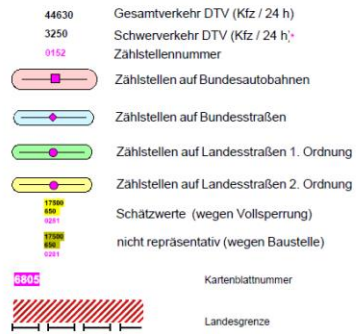 44630 Gesamtverkehr DTV (Kfz / 24 h)
3250 Schwerverkehr DTV (Kfz / 24 h)*
0152 Zählstellennummer
Zählstellen auf Bundesautobahnen
Zählstellen auf Bundesstraßen
Zählstellen auf Landesstraßen 1. Ordnung
Zählstellen auf Landesstraßen 2. Ordnung
17500
650
0201
Schätzwerte (wegen Vollsperrung)
17500
650
0201
nicht repräsentativ (wegen Baustelle)
6805 Kartenblattnummer
Landesgrenze